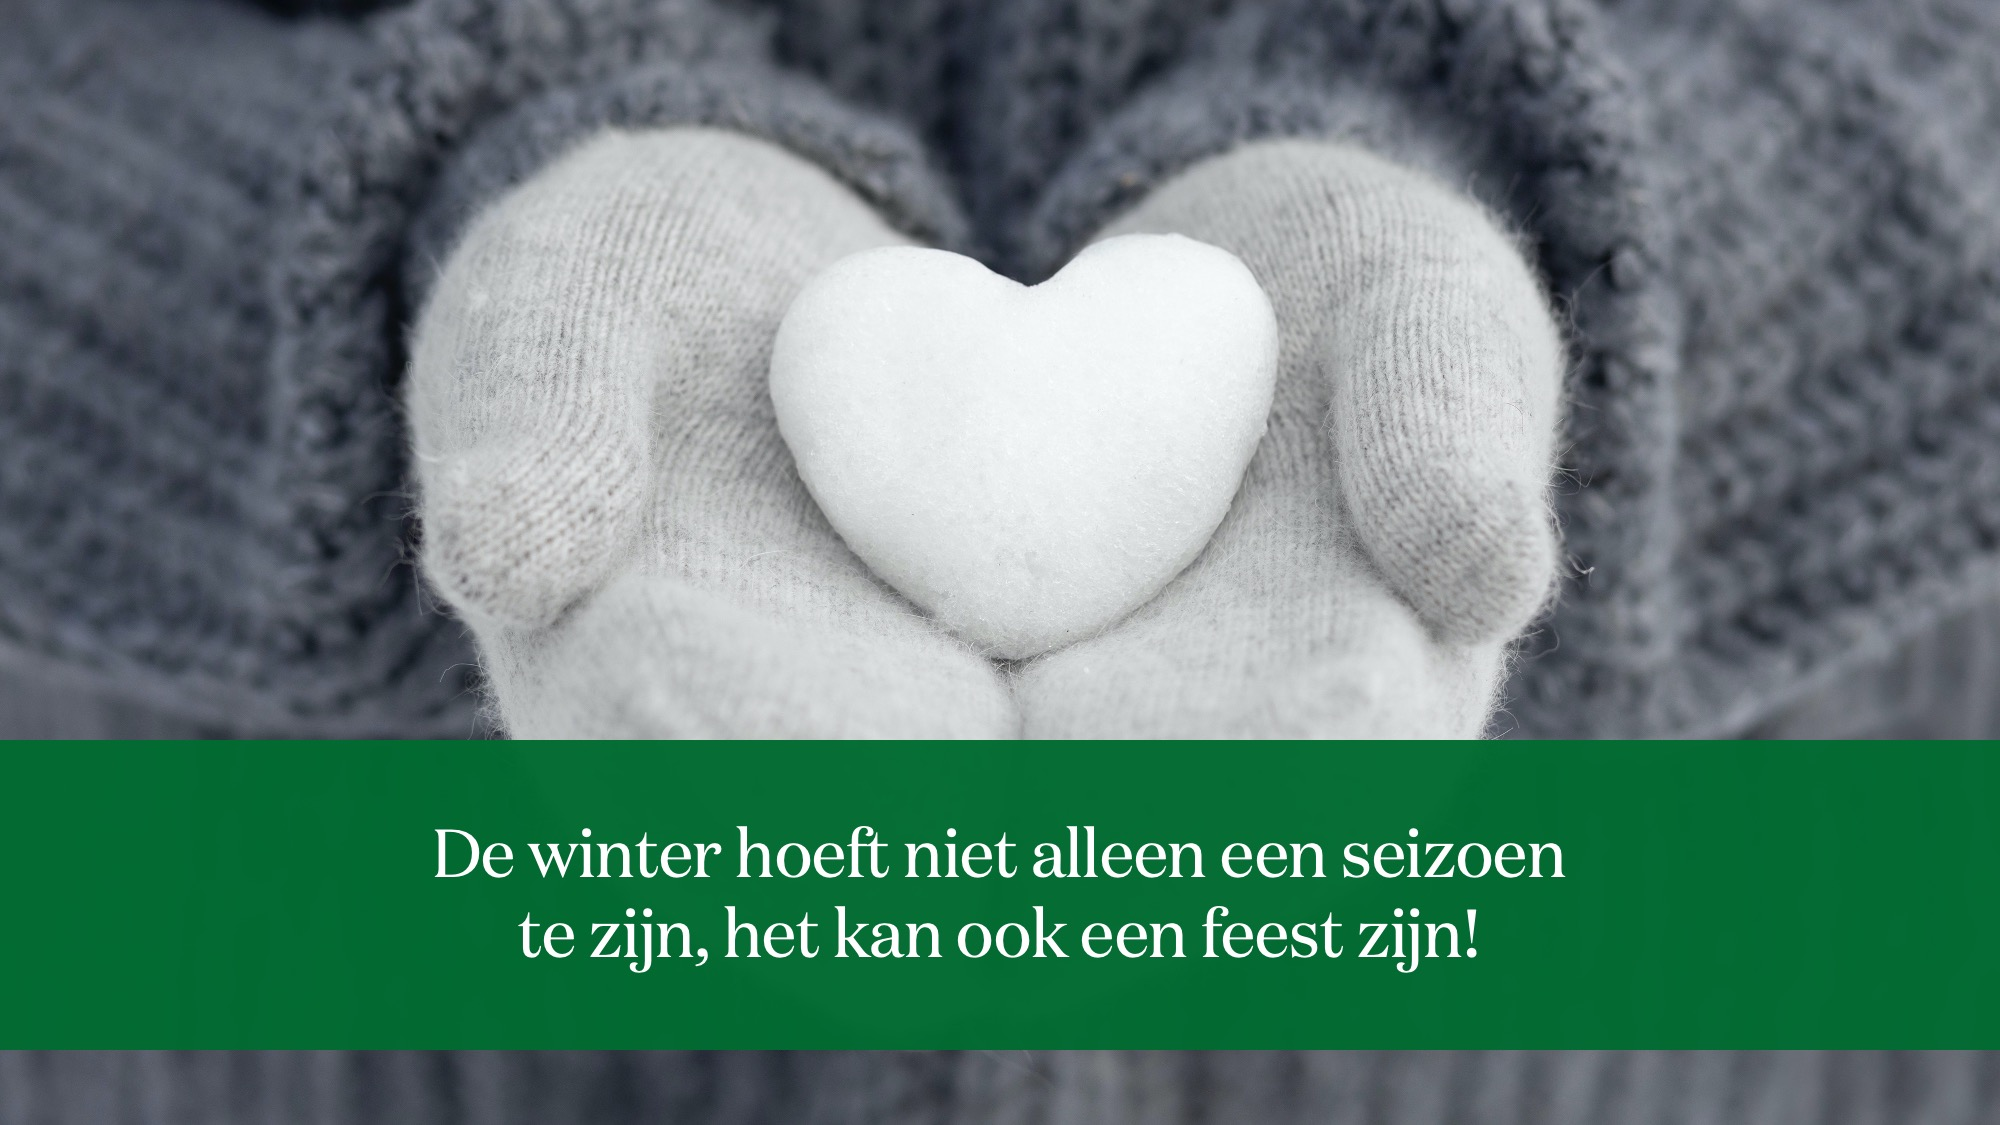 De winter hoeft niet alleen een seizoen
te zijn, het kan ook een feest zijn!